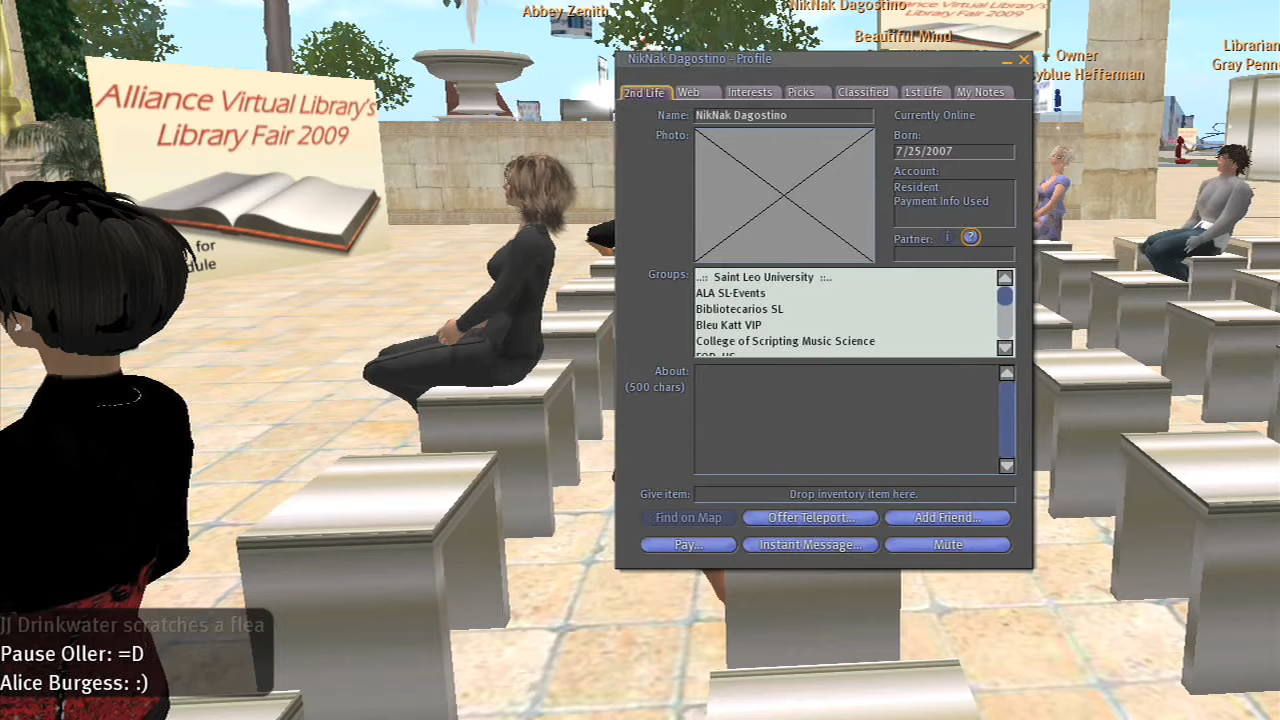 Abbey Zenith
NikNak Dagostino
Beautiful Mind
Alliance Virtual Library's
Library Fair 2009
Virtual Library's
Library Fair 2009
+ Owner
yblue Hefferman
Librarian
Gray Penn
for
dule
NikNak Dagostino - Profile
2nd Life Web Interests Picks Classified 1st Life My Notes
Name: NikNak Dagostino
Currently Online
Photo:
Born:
7/25/2007
Account:
Resident
Payment Info Used
Partner: i ?
Groups:
..:: Saint Leo University ::..
ALA SL-Events
Bibliotecarios SL
Bleu Katt VIP
College of Scripting Music Science
About:
(500 chars)
Give item: Drop inventory item here.
Find on Map Offer Teleport... Add Friend...
Pay... Instant Message... Mute
JJ Drinkwater scratches a flea
Pause Oller: =D
Alice Burgess: :)